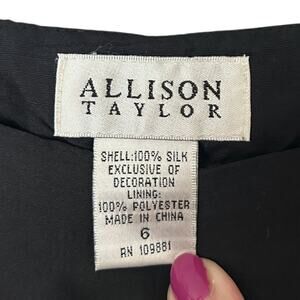 ALLISON
TAYLOR
SHELL:100% SILK
EXCLUSIVE OF
DECORATION
LINING:
100% POLYESTER
MADE IN CHINA
6
RN 109881